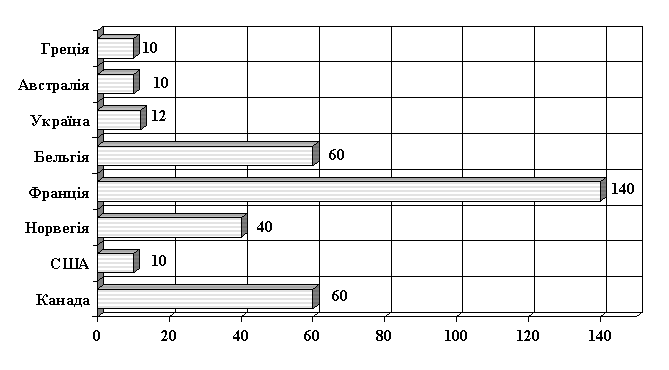 Греція 10
Австралія 10
Україна 12
Бельгія 60
Франція 140
Норвегія 40
США 10
Канада 60
0 20 40 60 80 100 120 140